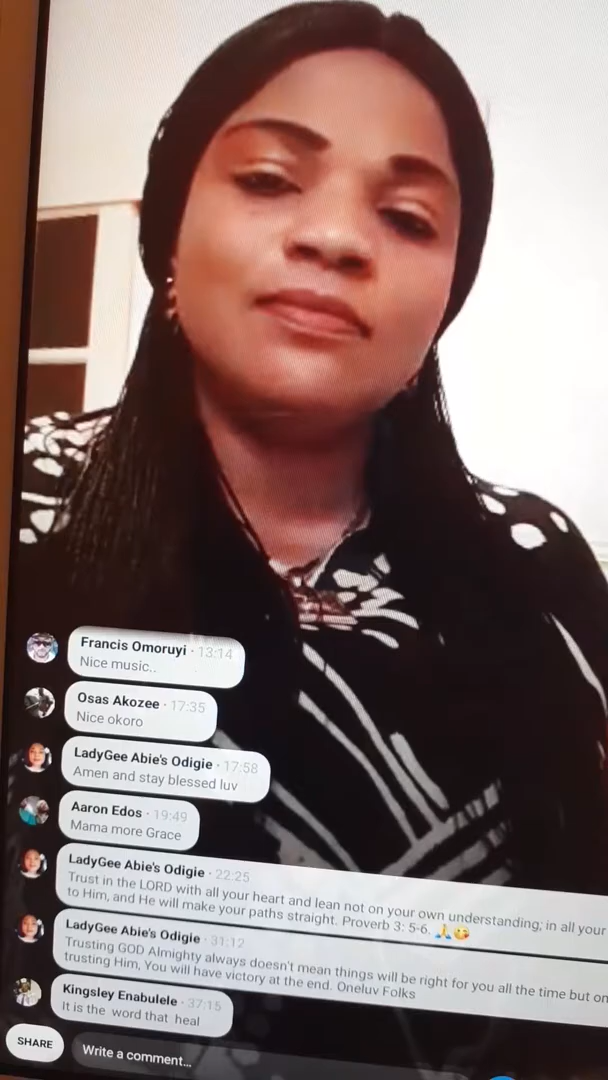 Francis Omoruyi · 13:14
Nice music..
Osas Akozee · 17:35
Nice okoro
LadyGee Abie's Odigie · 17:58
Amen and stay blessed luv
Aaron Edos · 19:49
Mama more Grace
LadyGee Abie's Odigie · 22:25
Trust in the LORD with all your heart and lean not on your own understanding; in all your
to Him, and He will make your paths straight. Proverb 3: 5-6. 🙏😋
LadyGee Abie's Odigie · 31:12
Trusting GOD Almighty always doesn't mean things will be right for you all the time but on
trusting Him, You will have victory at the end. Oneluv Folks
Kingsley Enabulele · 37:15
It is the word that heal
SHARE
Write a comment...